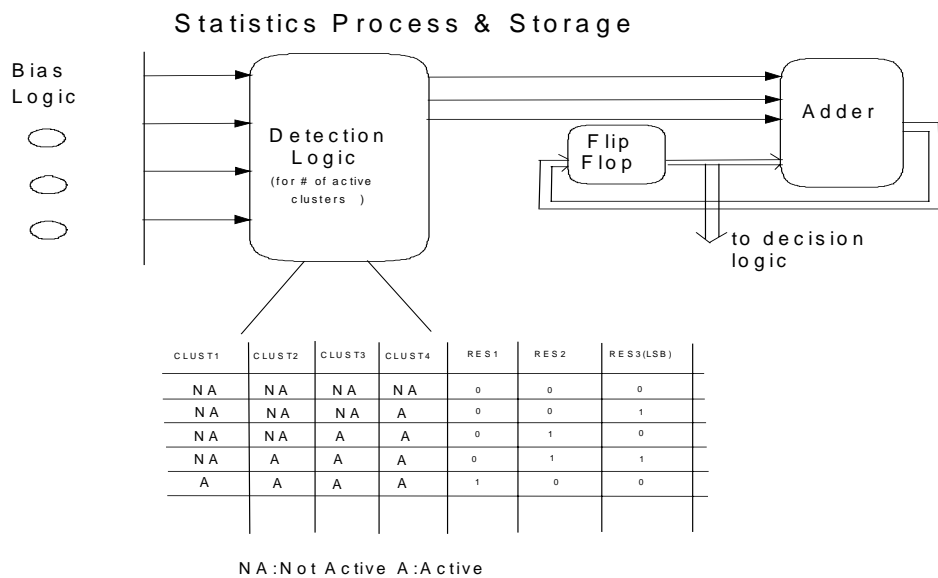 Statistics Process & Storage
Bias
Logic
Detection
Logic
(for # of active
clusters )
Flip
Flop
Adder
to decision
logic
CLUST1 CLUST2 CLUST3 CLUST4 RES1 RES2 RES3(LSB)
NA NA NA NA 0 0 0
NA NA NA A 0 0 1
NA NA A A 0 1 0
NA A A A 0 1 1
A A A A 1 0 0
NA:Not Active A:Active